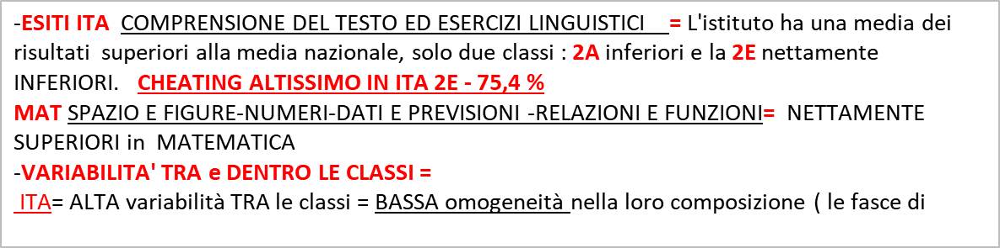 -ESITI ITA  COMPRENSIONE DEL TESTO ED ESERCIZI LINGUISTICI    = L'istituto ha una media dei
risultati  superiori alla media nazionale, solo due classi : 2A inferiori e la 2E nettamente
INFERIORI.   CHEATING ALTISSIMO IN ITA 2E - 75,4 %
MAT SPAZIO E FIGURE-NUMERI-DATI E PREVISIONI -RELAZIONI E FUNZIONI=  NETTAMENTE
SUPERIORI in  MATEMATICA
-VARIABILITA' TRA e DENTRO LE CLASSI =
ITA= ALTA variabilità TRA le classi = BASSA omogeneità nella loro composizione ( le fasce di